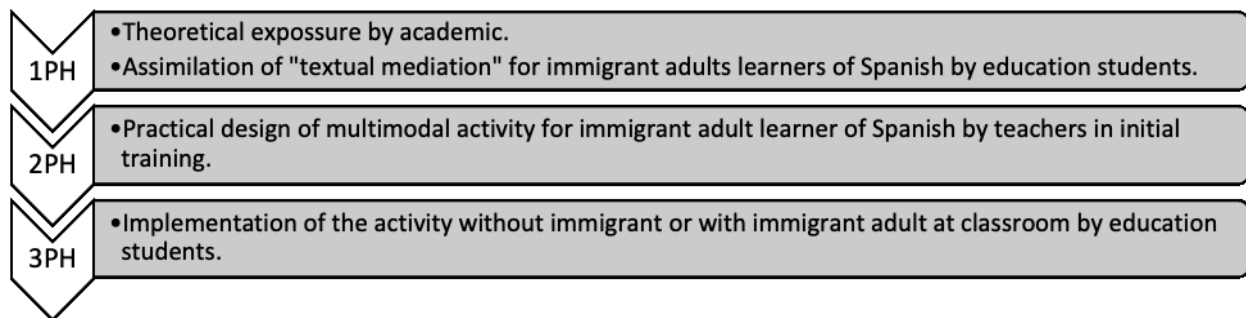 1PH
•Theoretical expossure by academic.
•Assimilation of "textual mediation" for immigrant adults learners of Spanish by education students.
2PH
•Practical design of multimodal activity for immigrant adult learner of Spanish by teachers in initial
training.
3PH
•Implementation of the activity without immigrant or with immigrant adult at classroom by education
students.